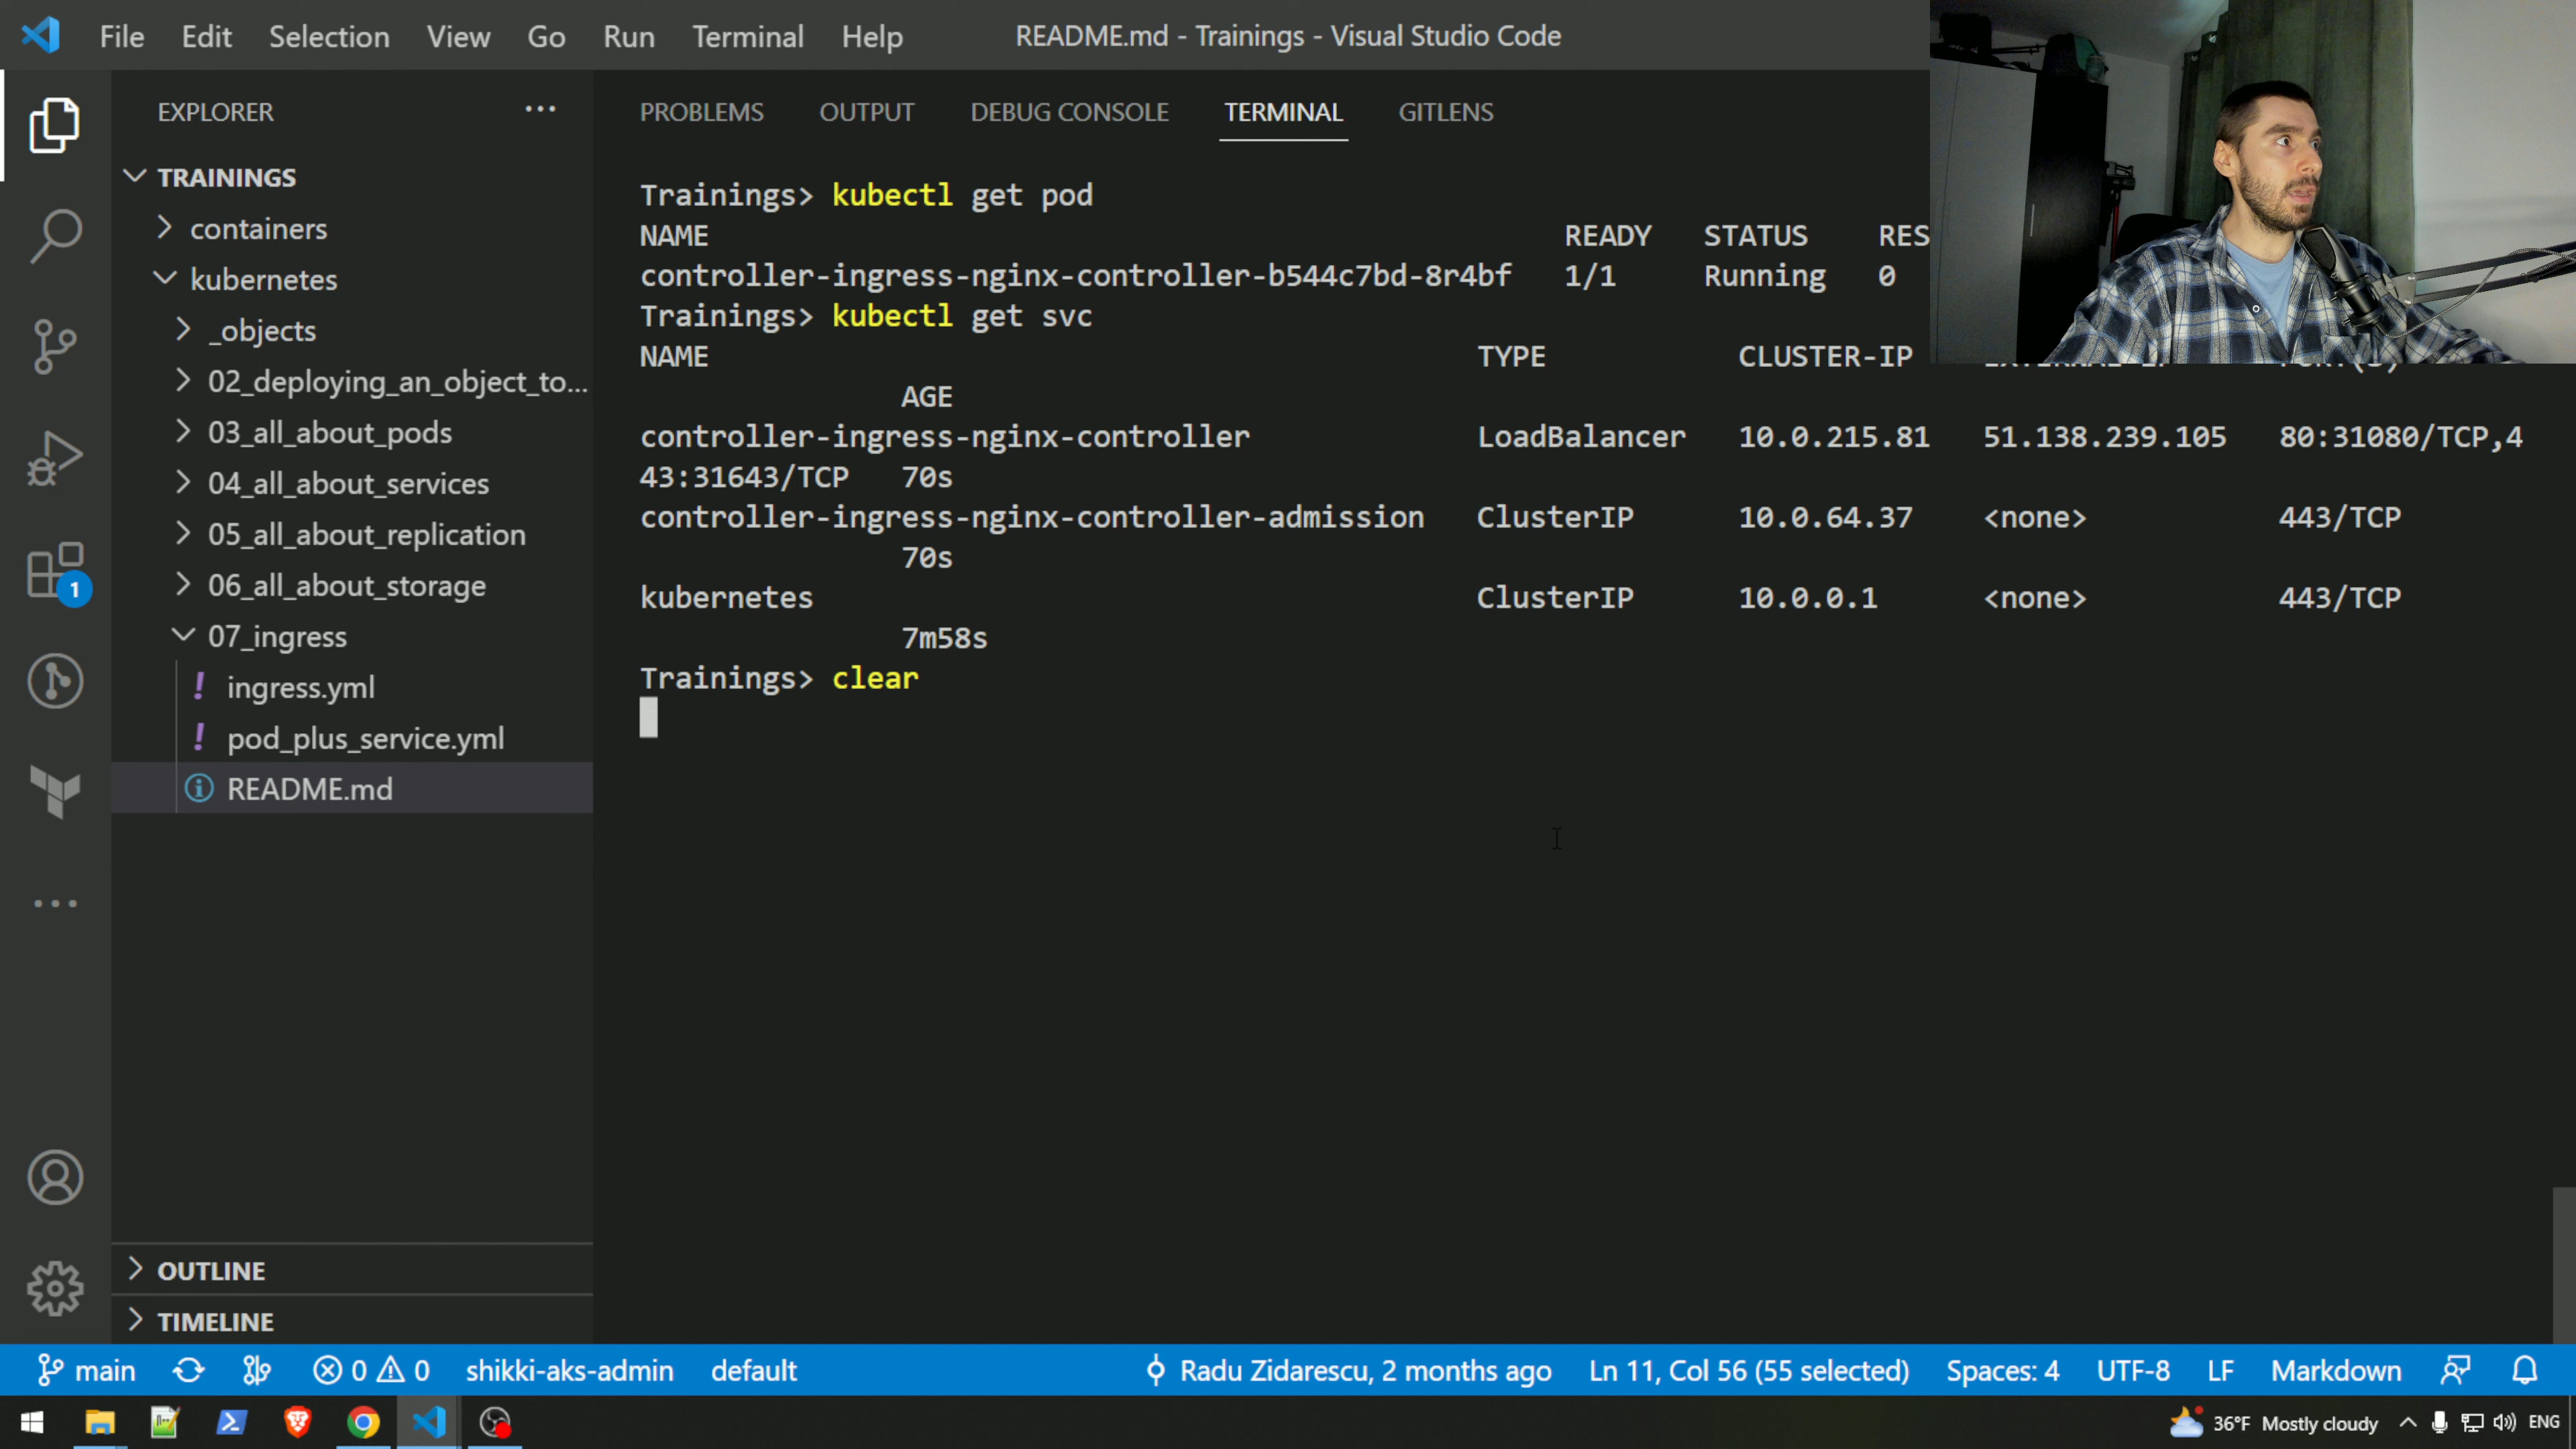 File Edit Selection View Go Run Terminal Help README.md - Trainings - Visual Studio Code
EXPLORER
TRAININGS
containers
kubernetes
_objects
02_deploying_an_object_to...
03_all_about_pods
04_all_about_services
05_all_about_replication
06_all_about_storage
07_ingress
! ingress.yml
! pod_plus_service.yml
README.md
OUTLINE
TIMELINE
1
PROBLEMS OUTPUT DEBUG CONSOLE TERMINAL GITLENS
Trainings> kubectl get pod
NAME READY STATUS RES
controller-ingress-nginx-controller-b544c7bd-8r4bf 1/1 Running 0
Trainings> kubectl get svc
NAME TYPE CLUSTER-IP
AGE
controller-ingress-nginx-controller LoadBalancer 10.0.215.81 51.138.239.105 80:31080/TCP,4
43:31643/TCP 70s
controller-ingress-nginx-controller-admission ClusterIP 10.0.64.37 <none> 443/TCP
70s
kubernetes ClusterIP 10.0.0.1 <none> 443/TCP
7m58s
Trainings> clear
main 0 0 shikki-aks-admin default Radu Zidarescu, 2 months ago Ln 11, Col 56 (55 selected) Spaces: 4 UTF-8 LF Markdown
36°F Mostly cloudy ENG